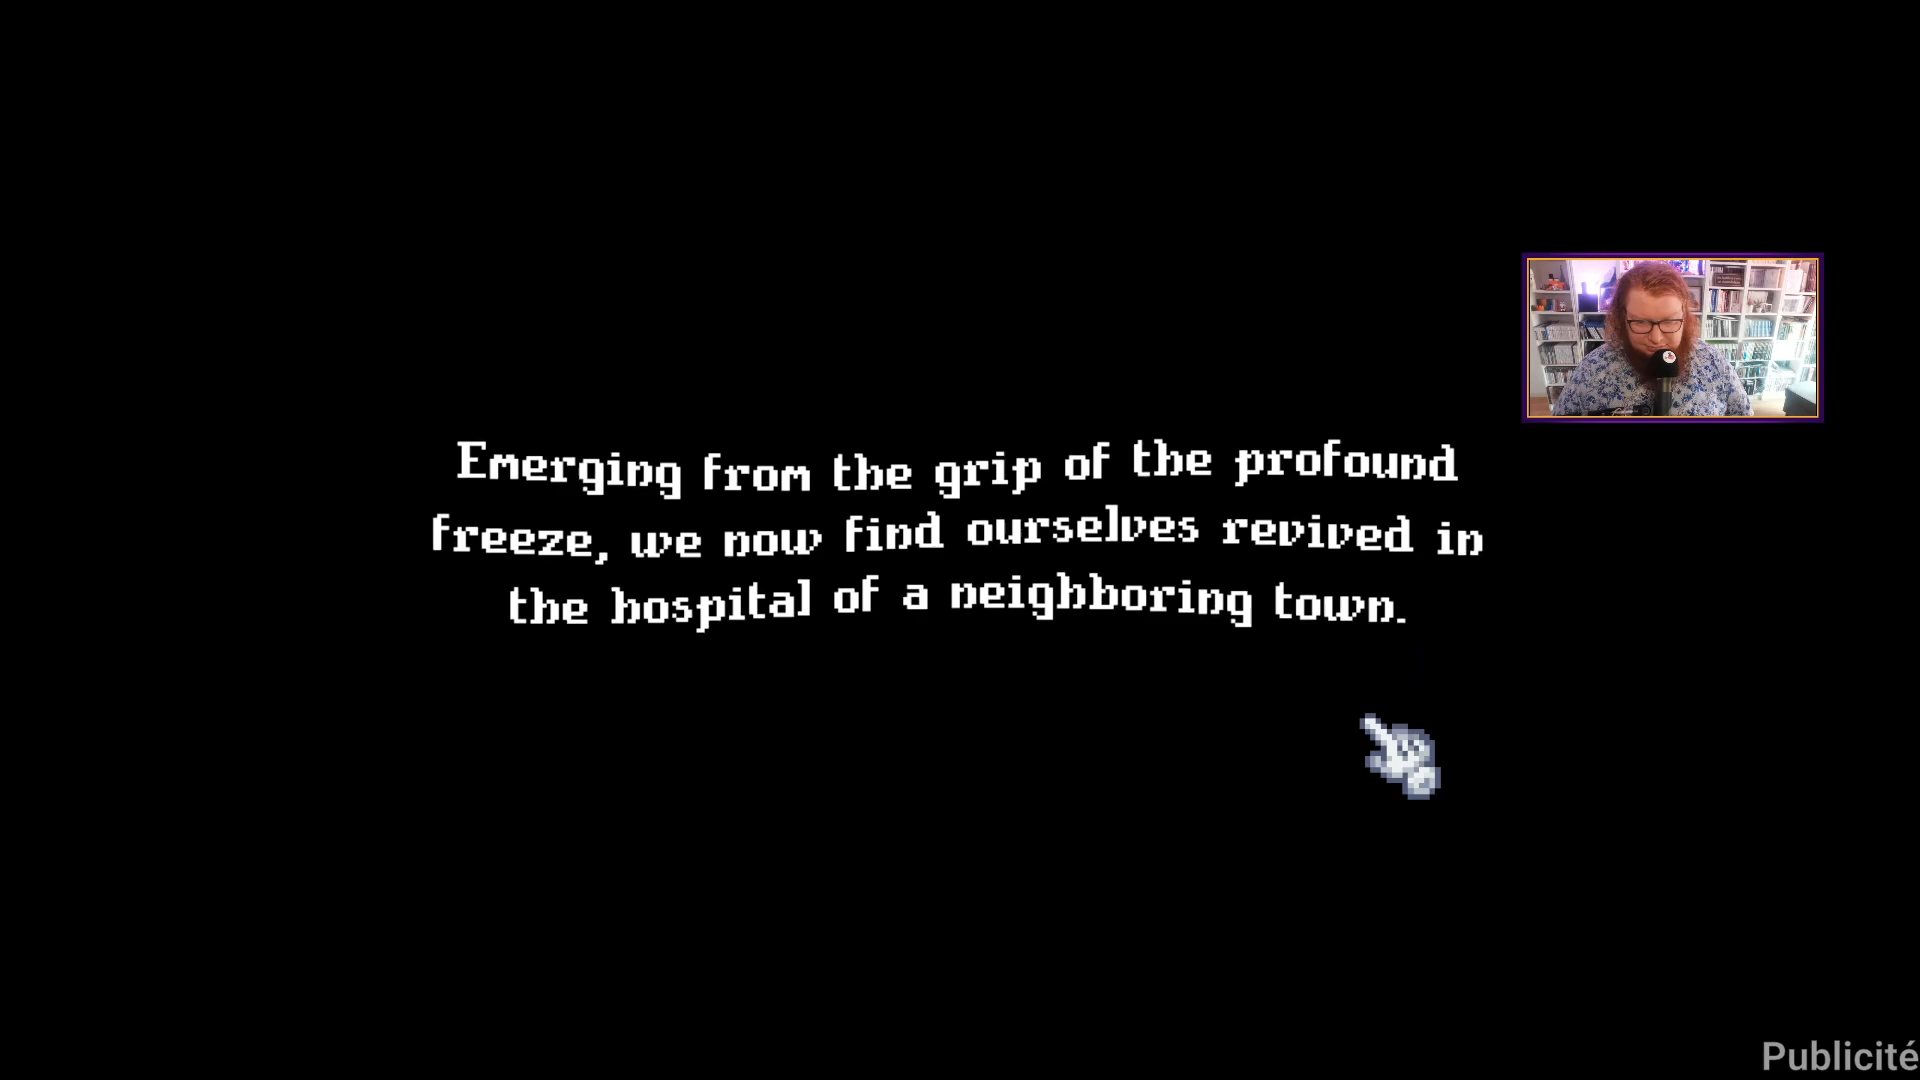 Emerging from the grip of the profound
freeze, we now find ourselves revived in
the hospital of a neighboring town.
Publicité